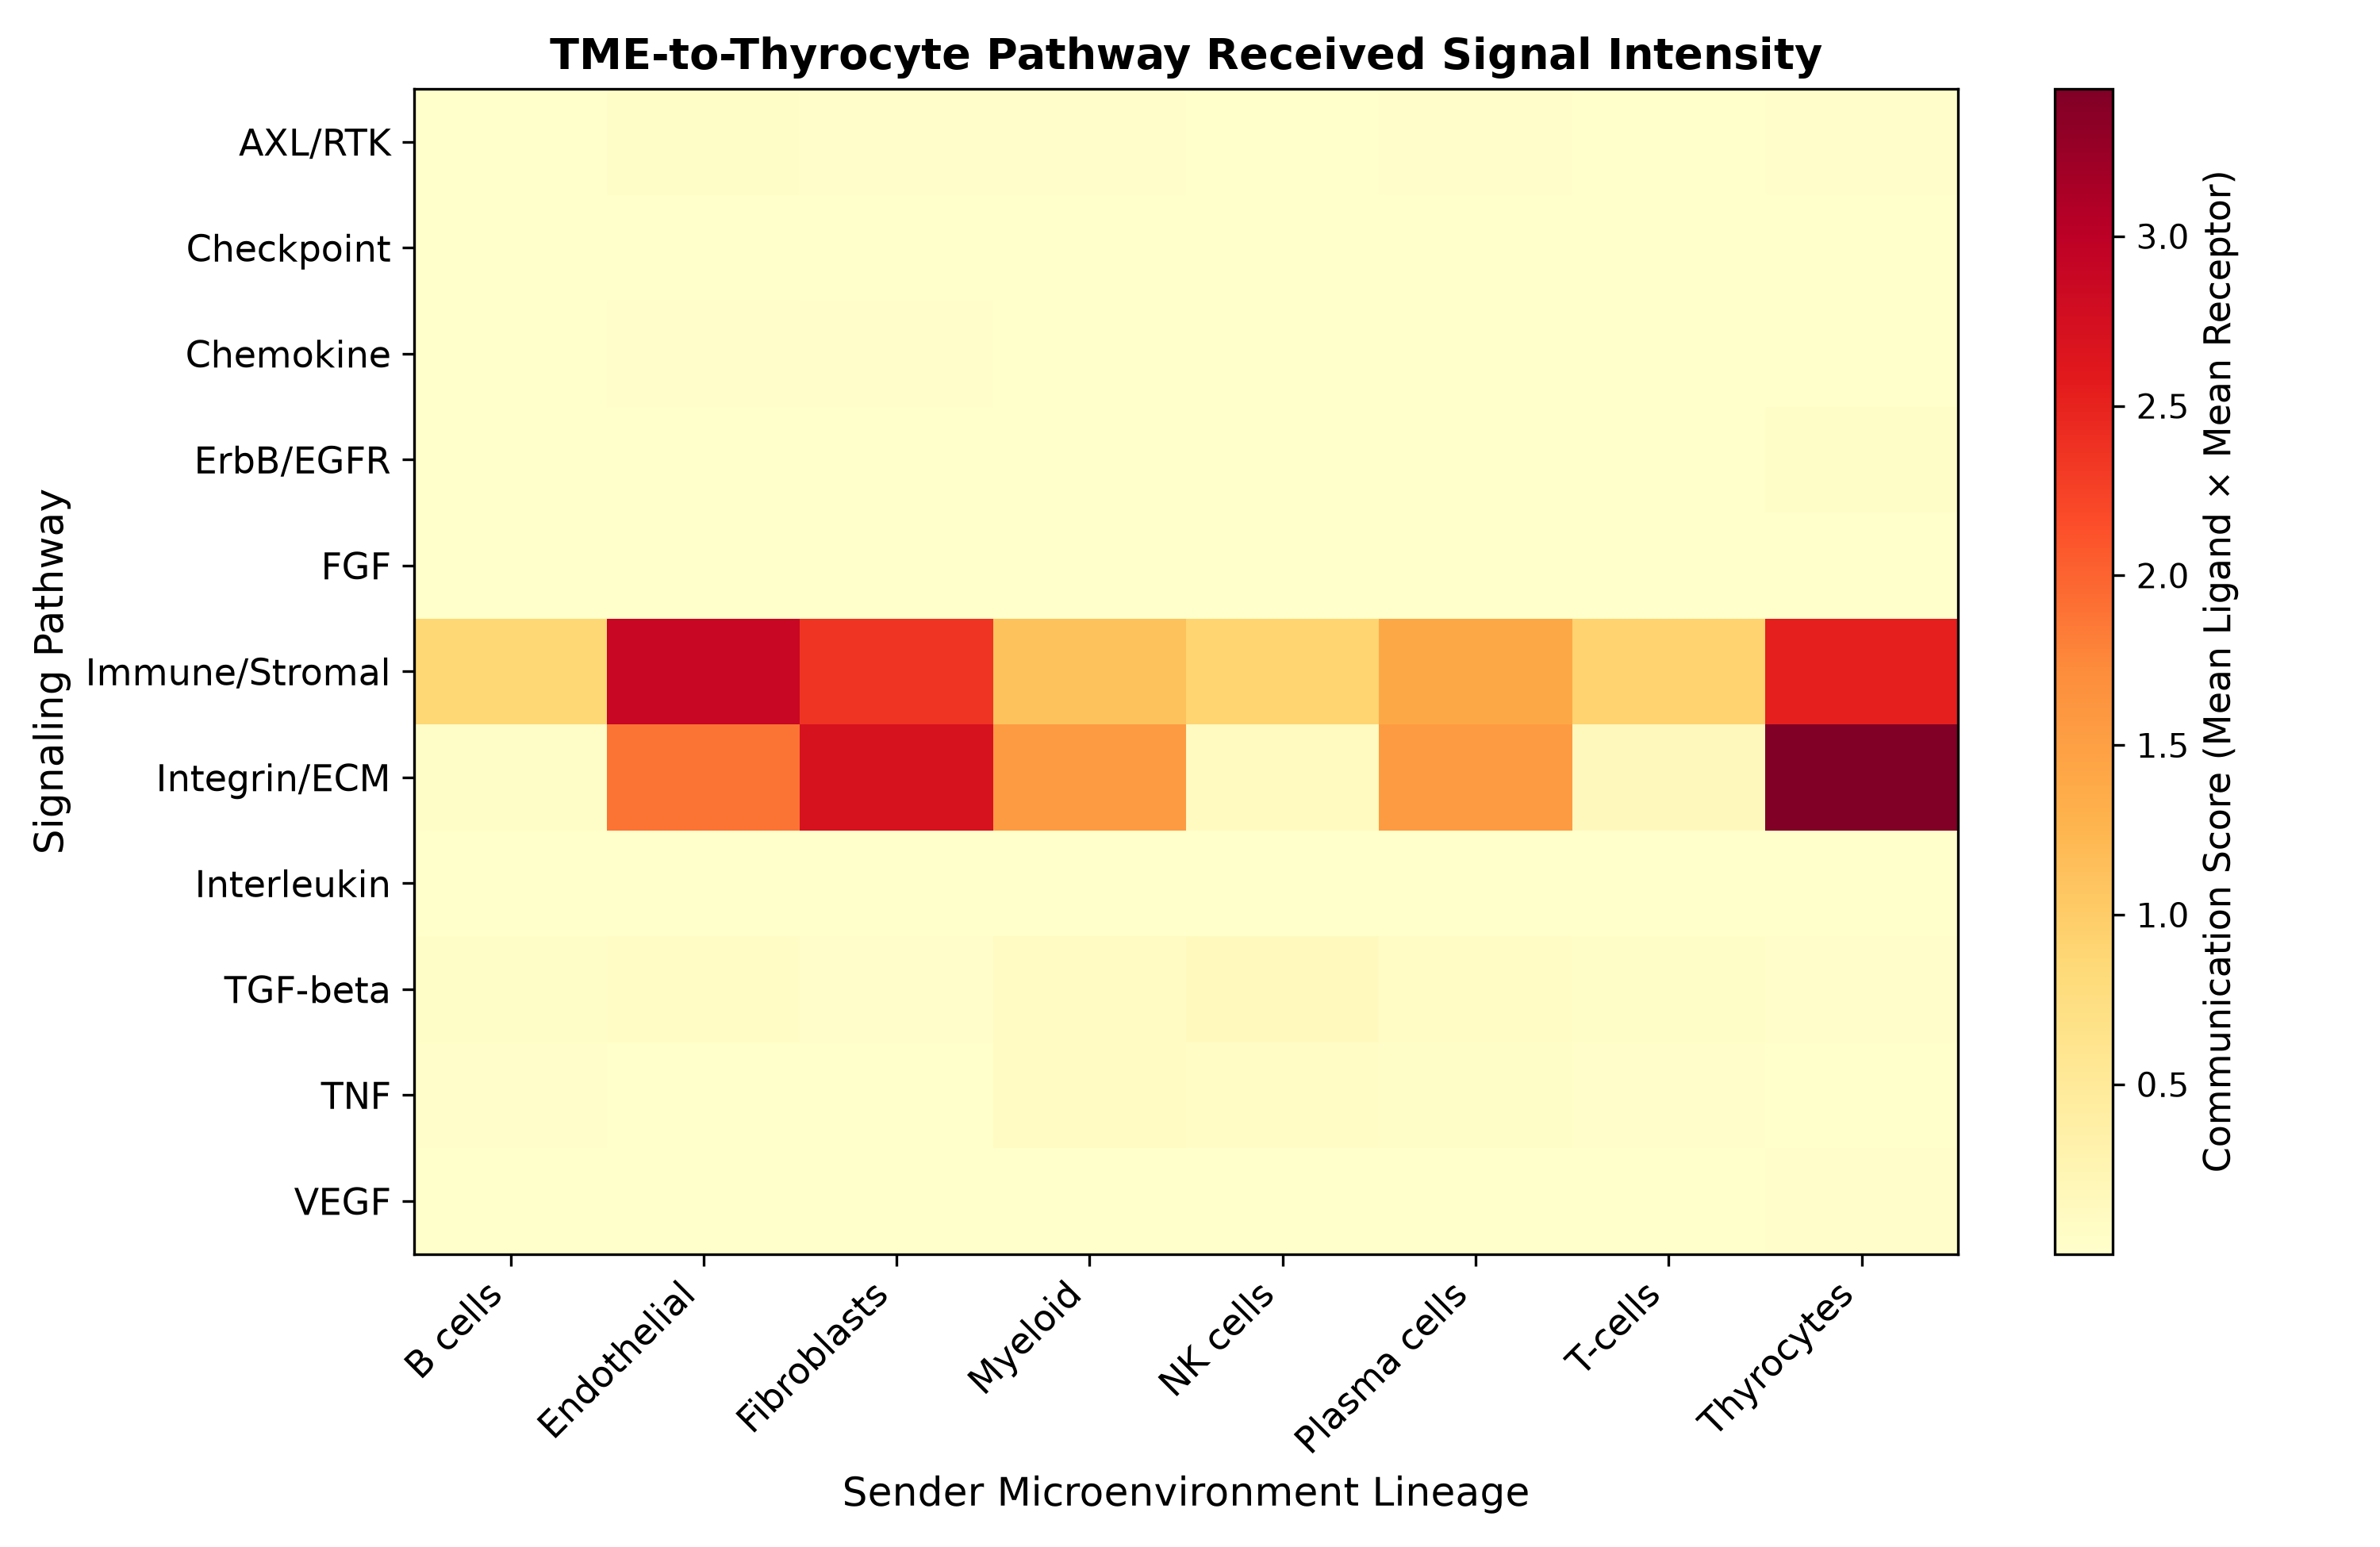 TME-to-Thyrocyte Pathway Received Signal Intensity
Signaling Pathway
AXL/RTK
Checkpoint
Chemokine
ErbB/EGFR
FGF
Immune/Stromal
Integrin/ECM
Interleukin
TGF-beta
TNF
VEGF
B cells
Endothelial
Fibroblasts
Myeloid
NK cells
Plasma cells
T-cells
Thyrocytes
Sender Microenvironment Lineage
3.0
2.5
2.0
1.5
1.0
0.5
Communication Score (Mean Ligand × Mean Receptor)